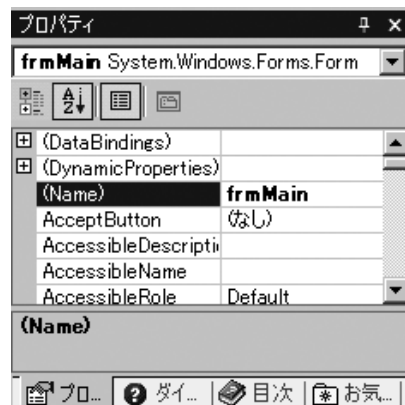 プロパティ
frmMain System.Windows.Forms.Form
(DataBindings)
(DynamicProperties)
(Name) frmMain
AcceptButton (なし)
AccessibleDescripti
AccessibleName
AccessibleRole Default
(Name)
プロ... ダイ... 目次 お気...